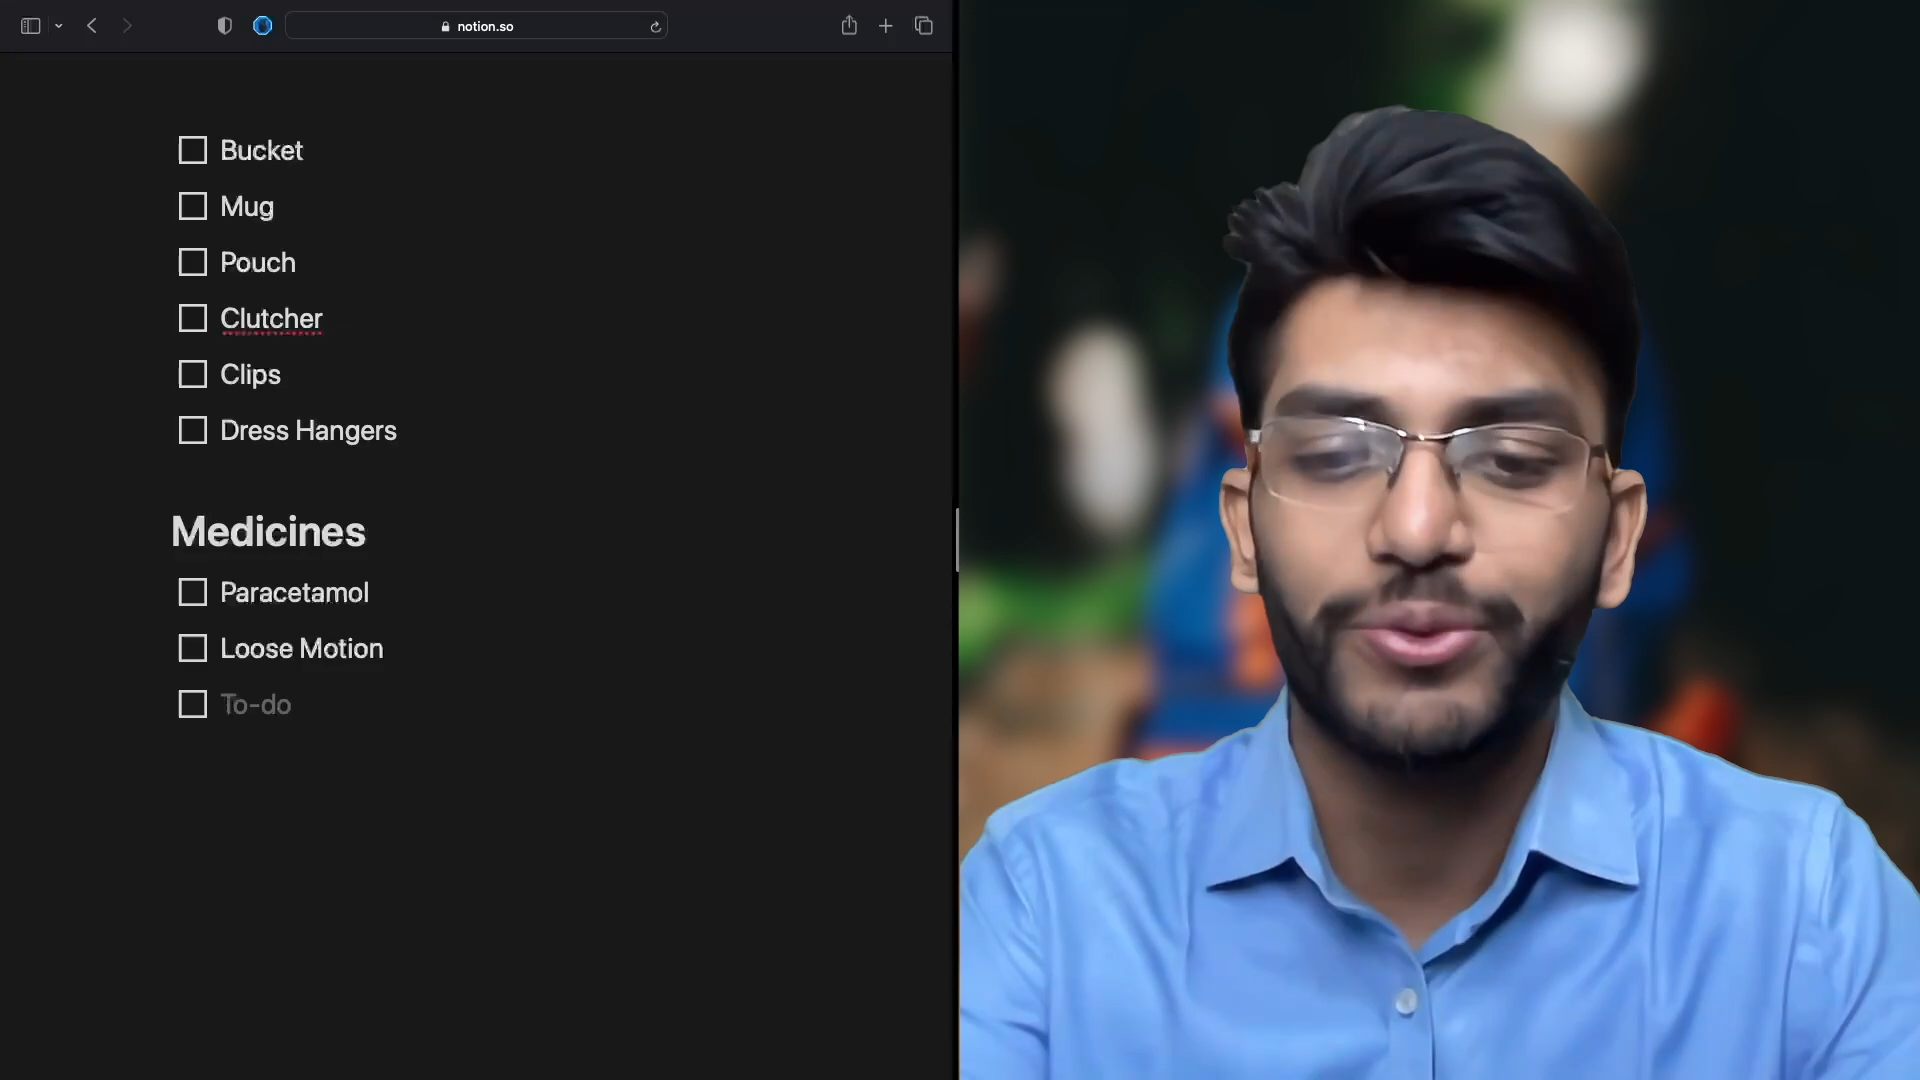 notion.so
Bucket
Mug
Pouch
Clutcher
Clips
Dress Hangers
Medicines
Paracetamol
Loose Motion
To-do